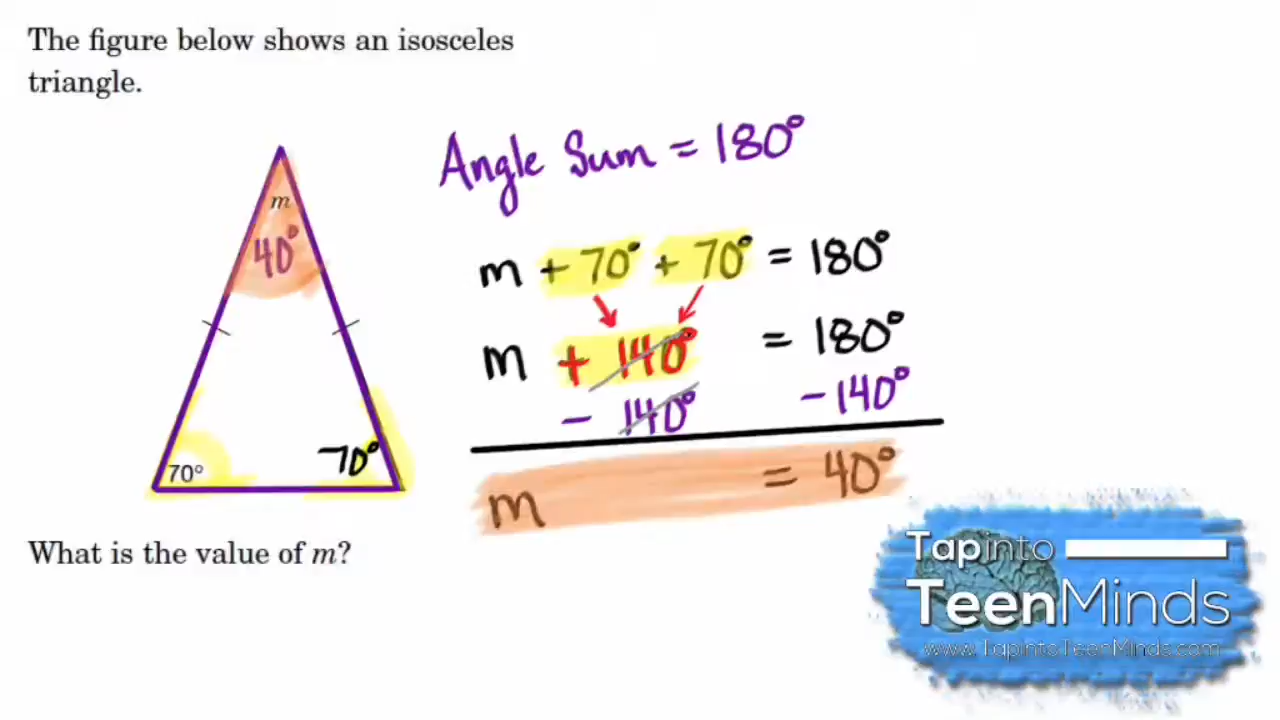 The figure below shows an isosceles
triangle.
Angle Sum = 180°
m
40°
m + 70° + 70° = 180°
m + 140° = 180°
- 140° - 140°
70°
70°
m = 40°
What is the value of m?
Tap into
TeenMinds
www.TapIntoTeenMinds.com